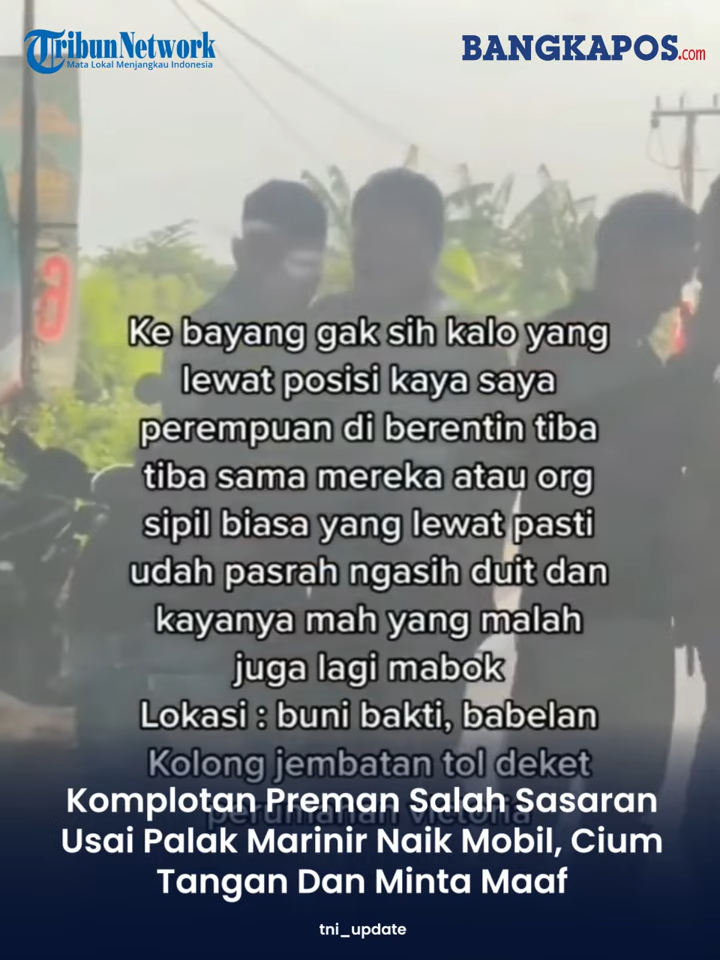 TribunNetwork
Mata Lokal Menjangkau Indonesia
BANGKAPOS.com
Ke bayang gak sih kalo yang
lewat posisi kaya saya
perempuan di berentin tiba
tiba sama mereka atau org
sipil biasa yang lewat pasti
udah pasrah ngasih duit dan
kayanya mah yang malah
juga lagi mabok
Lokasi : buni bakti, babelan
Kolong jembatan tol deket
perumahan victoria
Komplotan Preman Salah Sasaran
Usai Palak Marinir Naik Mobil, Cium
Tangan Dan Minta Maaf
tni_update